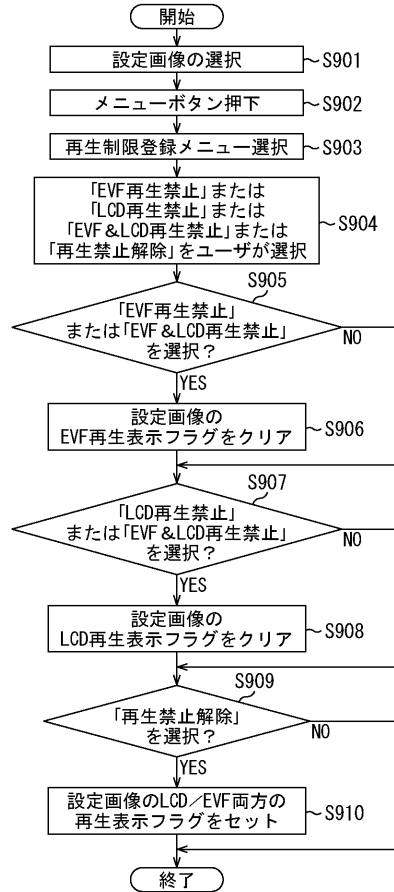 開始
設定画像の選択
S901
メニューボタン押下
S902
再生制限登録メニュー選択
S903
「EVF再生禁止」または
「LCD再生禁止」または
「EVF&LCD再生禁止」または
「再生禁止解除」をユーザが選択
S904
S905
「EVF再生禁止」
または「EVF&LCD再生禁止」
を選択?
NO
YES
設定画像の
EVF再生表示フラグをクリア
S906
S907
「LCD再生禁止」
または「EVF&LCD再生禁止」
を選択?
NO
YES
設定画像の
LCD再生表示フラグをクリア
S908
S909
「再生禁止解除」
を選択?
NO
YES
設定画像のLCD/EVF両方の
再生表示フラグをセット
S910
終了